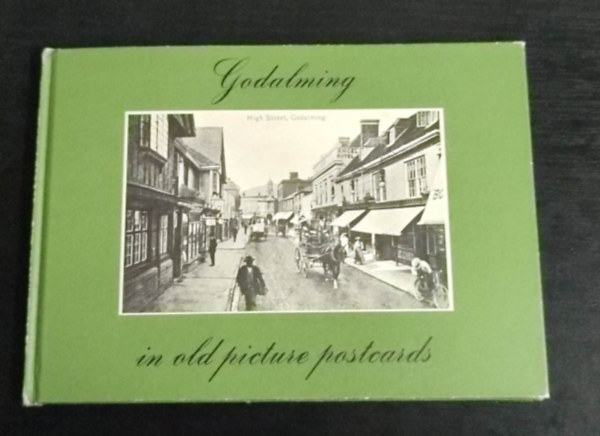 Godalming
High Street, Godalming
in old picture postcards